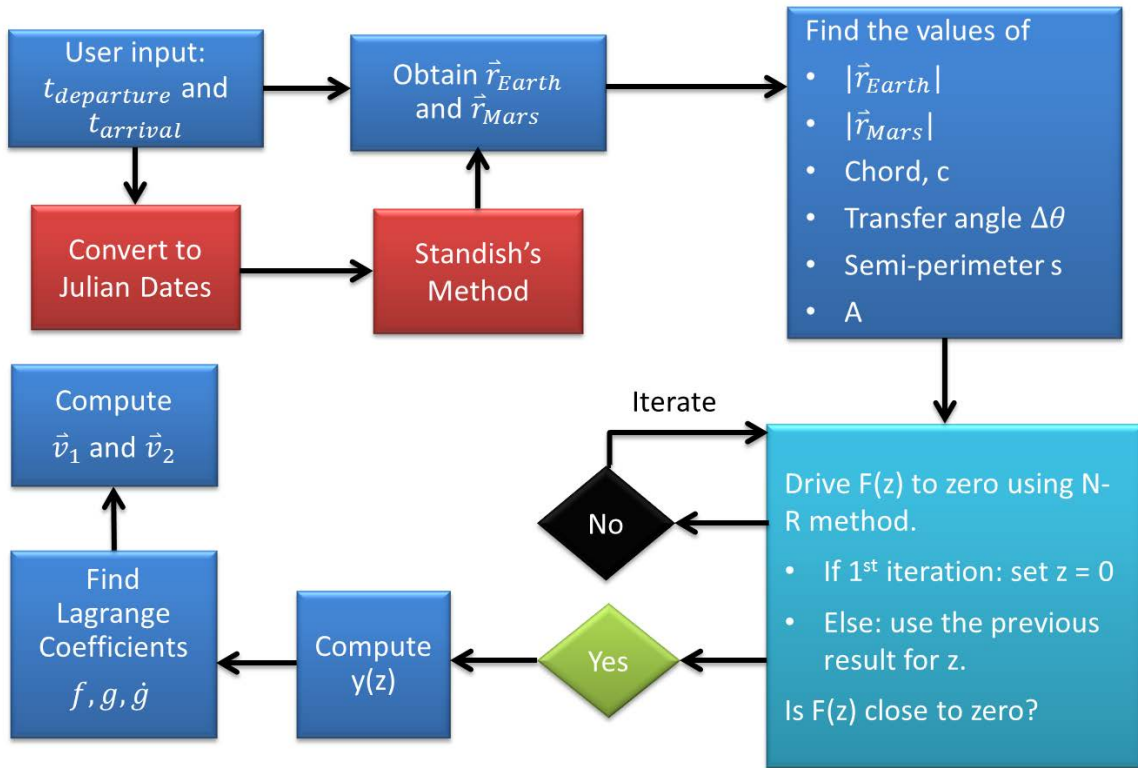 User input:
t_departure and
t_arrival
Obtain r⃗_Earth
and r⃗_Mars
Find the values of
• |r⃗_Earth|
• |r⃗_Mars|
• Chord, c
• Transfer angle Δθ
• Semi-perimeter s
• A
Convert to
Julian Dates
Standish’s
Method
Compute
v⃗₁ and v⃗₂
Iterate
No
Drive F(z) to zero using N-
R method.
• If 1ˢᵗ iteration: set z = 0
• Else: use the previous
result for z.
Is F(z) close to zero?
Yes
Compute
y(z)
Find
Lagrange
Coefficients
f, g, ġ